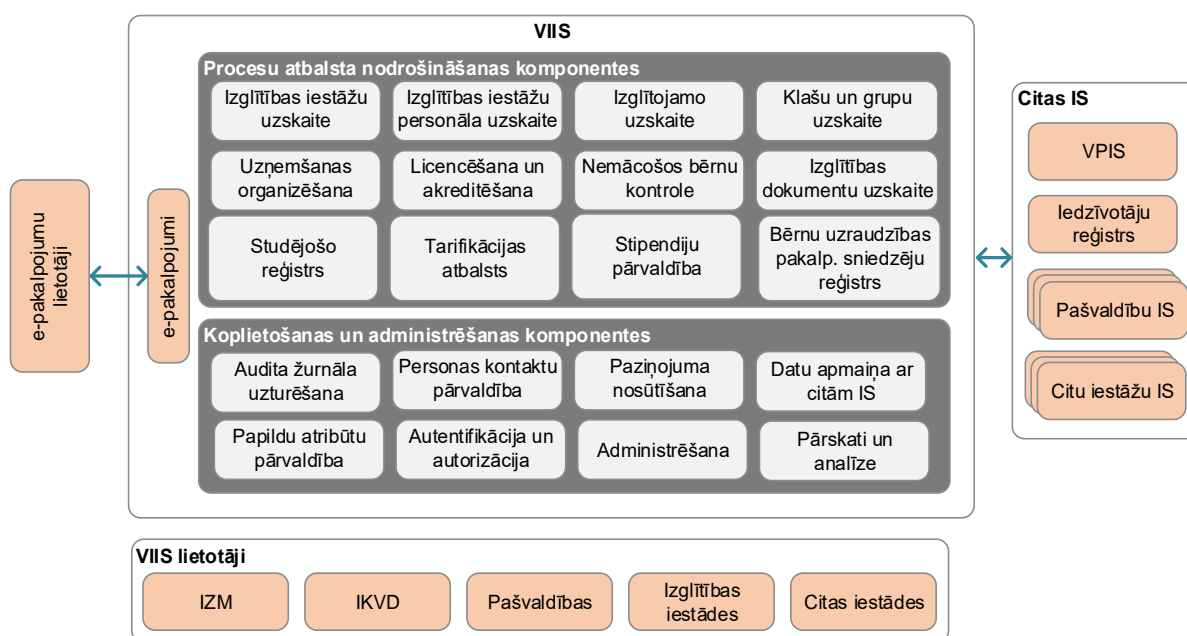 VIIS
Procesu atbalsta nodrošināšanas komponentes
Izglītības iestāžu
uzskaite
Izglītības iestāžu
personāla uzskaite
Izglītojamo
uzskaite
Klašu un grupu
uzskaite
Uzņemšanas
organizēšana
Licencēšana un
akreditēšana
Nemācošos bērnu
kontrole
Izglītības
dokumentu uzskaite
Studējošo
reģistrs
Tarifikācijas
atbalsts
Stipendiju
pārvaldība
Bērnu uzraudzības
pakalp. sniedzēju
reģistrs
Koplietošanas un administrēšanas komponentes
Audita žurnāla
uzturēšana
Personas kontaktu
pārvaldība
Paziņojuma
nosūtīšana
Datu apmaiņa ar
citām IS
Papildu atribūtu
pārvaldība
Autentifikācija un
autorizācija
Administrēšana
Pārskati un
analīze
e-pakalpojumu
lietotāji
e-pakalpojumi
Citas IS
VPIS
Iedzīvotāju
reģistrs
Pašvaldību IS
Citu iestāžu IS
VIIS lietotāji
IZM
IKVD
Pašvaldības
Izglītības
iestādes
Citas iestādes